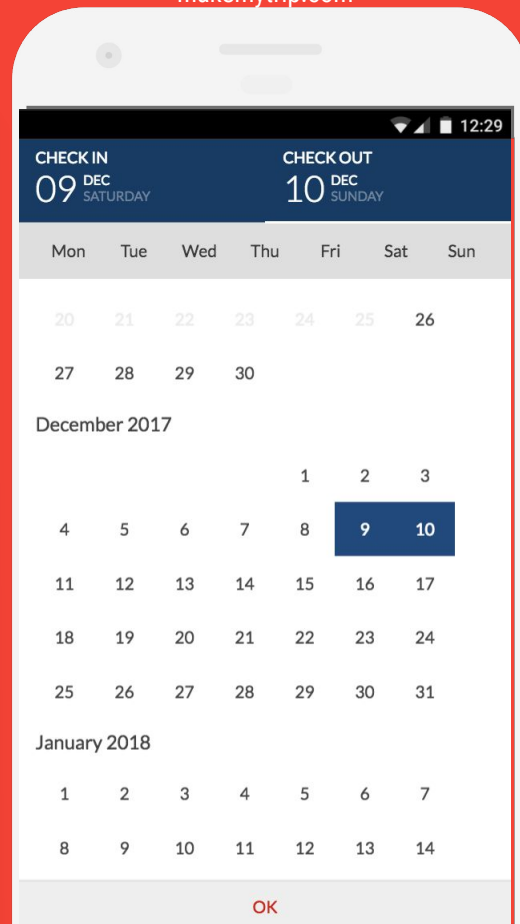 makemytrip.com
12:29
CHECK IN CHECK OUT
09 DEC SATURDAY 10 DEC SUNDAY
Mon Tue Wed Thu Fri Sat Sun
20 21 22 23 24 25 26
27 28 29 30
December 2017
1 2 3
4 5 6 7 8 9 10
11 12 13 14 15 16 17
18 19 20 21 22 23 24
25 26 27 28 29 30 31
January 2018
1 2 3 4 5 6 7
8 9 10 11 12 13 14
OK